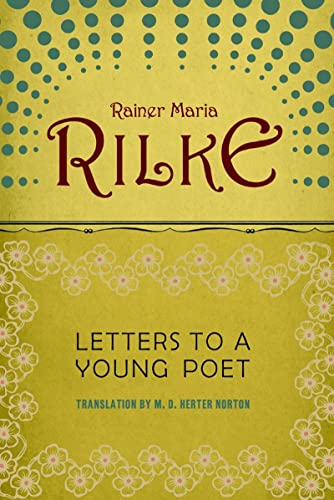 Rainer Maria
RILKE
LETTERS TO A
YOUNG POET
TRANSLATION BY M. D. HERTER NORTON